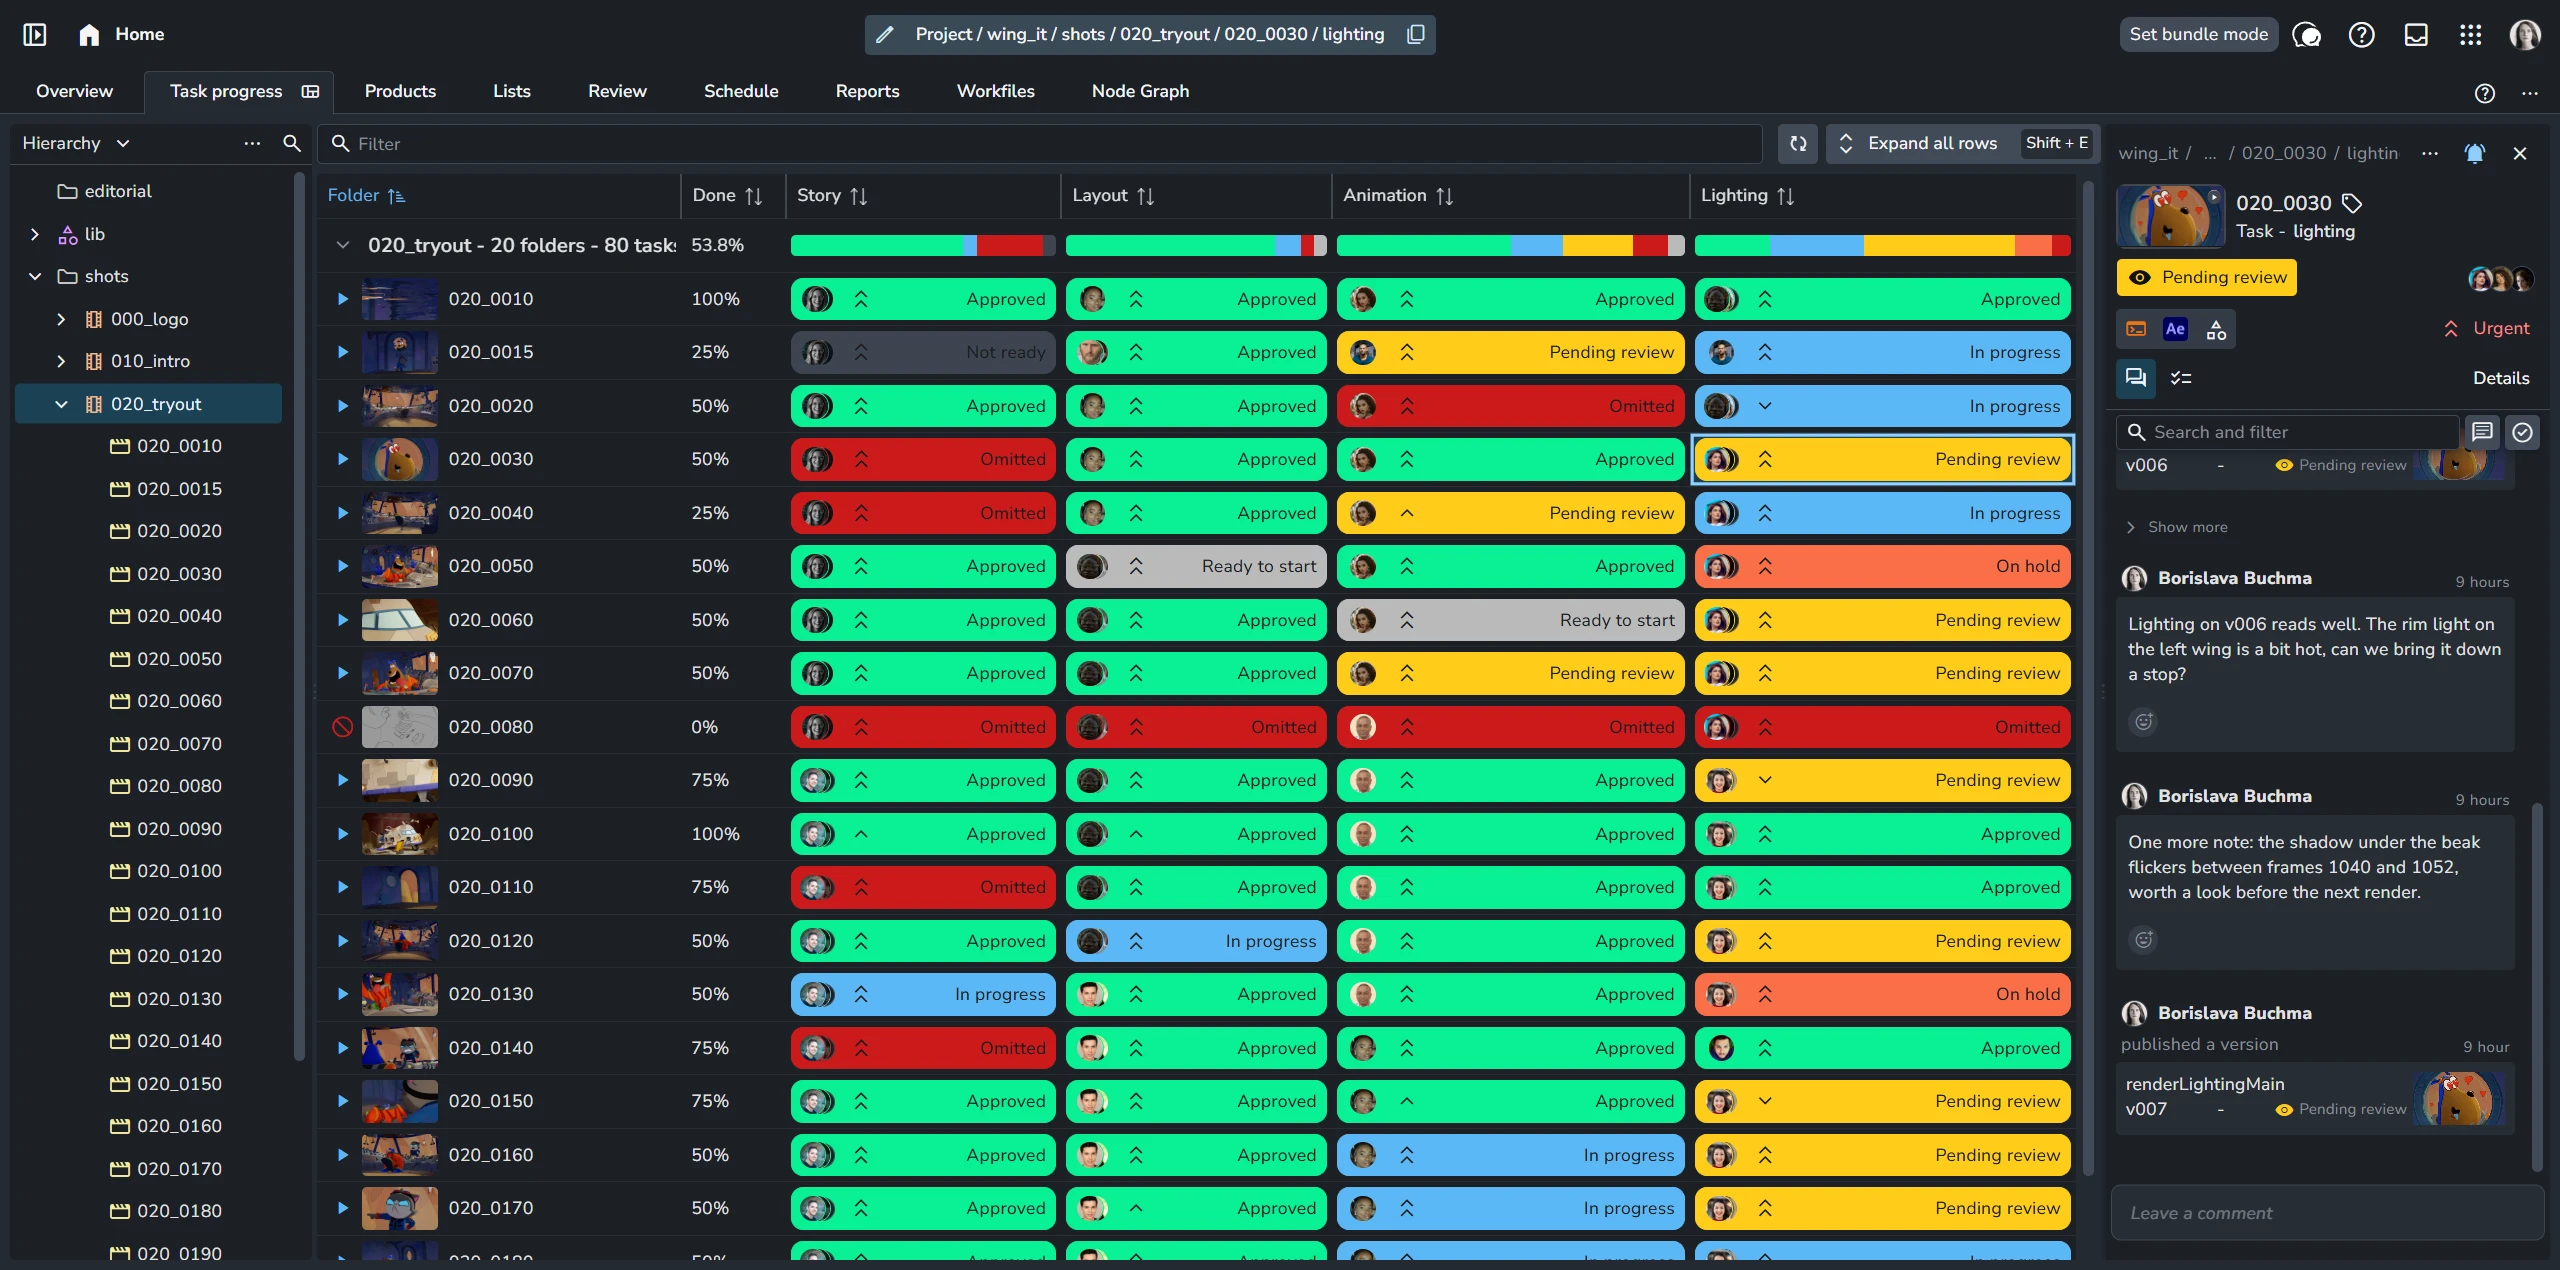 Home
Project / wing_it / shots / 020_tryout / 020_0030 / lighting
Set bundle mode
Overview
Task progress
Products
Lists
Review
Schedule
Reports
Workfiles
Node Graph
Hierarchy
editorial
lib
shots
000_logo
010_intro
020_tryout
020_0010
020_0015
020_0020
020_0030
020_0040
020_0050
020_0060
020_0070
020_0080
020_0090
020_0100
020_0110
020_0120
020_0130
020_0140
020_0150
020_0160
020_0170
020_0180
020_0190
Filter
Expand all rows Shift + E
Folder Done Story Layout Animation Lighting
020_tryout - 20 folders - 80 tasks 53.8%
020_0010 100% Approved Approved Approved Approved
020_0015 25% Not ready Approved Pending review In progress
020_0020 50% Approved Approved Omitted In progress
020_0030 50% Omitted Approved Approved Pending review
020_0040 25% Omitted Approved Pending review In progress
020_0050 50% Approved Ready to start Approved On hold
020_0060 50% Approved Approved Ready to start Pending review
020_0070 50% Approved Approved Pending review Pending review
020_0080 0% Omitted Omitted Omitted Omitted
020_0090 75% Approved Approved Approved Pending review
020_0100 100% Approved Approved Approved Approved
020_0110 75% Omitted Approved Approved Approved
020_0120 50% Approved In progress Approved Pending review
020_0130 50% In progress Approved Approved On hold
020_0140 75% Omitted Approved Approved Approved
020_0150 75% Approved Approved Approved Pending review
020_0160 50% Approved Approved In progress Pending review
020_0170 50% Approved Approved In progress Pending review
020_0180 50% Approved Approved In progress In progress
wing_it / ... / 020_0030 / lightin
020_0030
Task - lighting
Pending review
Ae
Urgent
Details
Search and filter
v006 - Pending review
Show more
Borislava Buchma 9 hours
Lighting on v006 reads well. The rim light on
the left wing is a bit hot, can we bring it down
a stop?
Borislava Buchma 9 hours
One more note: the shadow under the beak
flickers between frames 1040 and 1052,
worth a look before the next render.
Borislava Buchma
published a version 9 hour
renderLightingMain
v007 - Pending review
Leave a comment